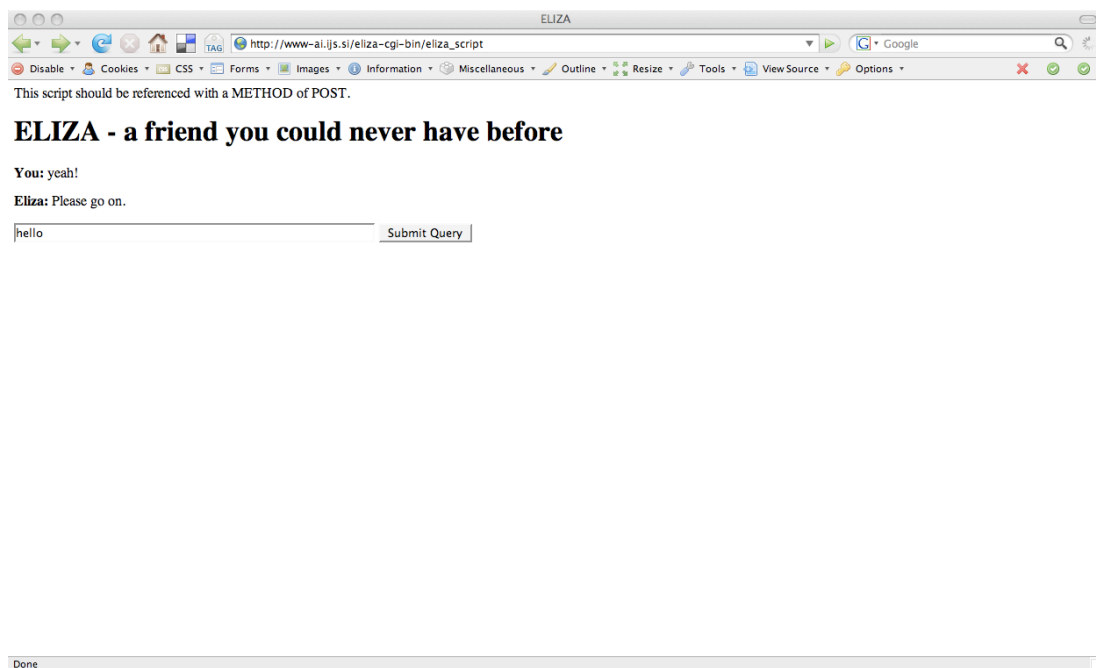 ELIZA
TAG http://www-ai.ijs.si/eliza-cgi-bin/eliza_script G Google
Disable Cookies CSS Forms Images Information Miscellaneous Outline Resize Tools View Source Options
This script should be referenced with a METHOD of POST.
ELIZA - a friend you could never have before
You: yeah!
Eliza: Please go on.
hello Submit Query
Done